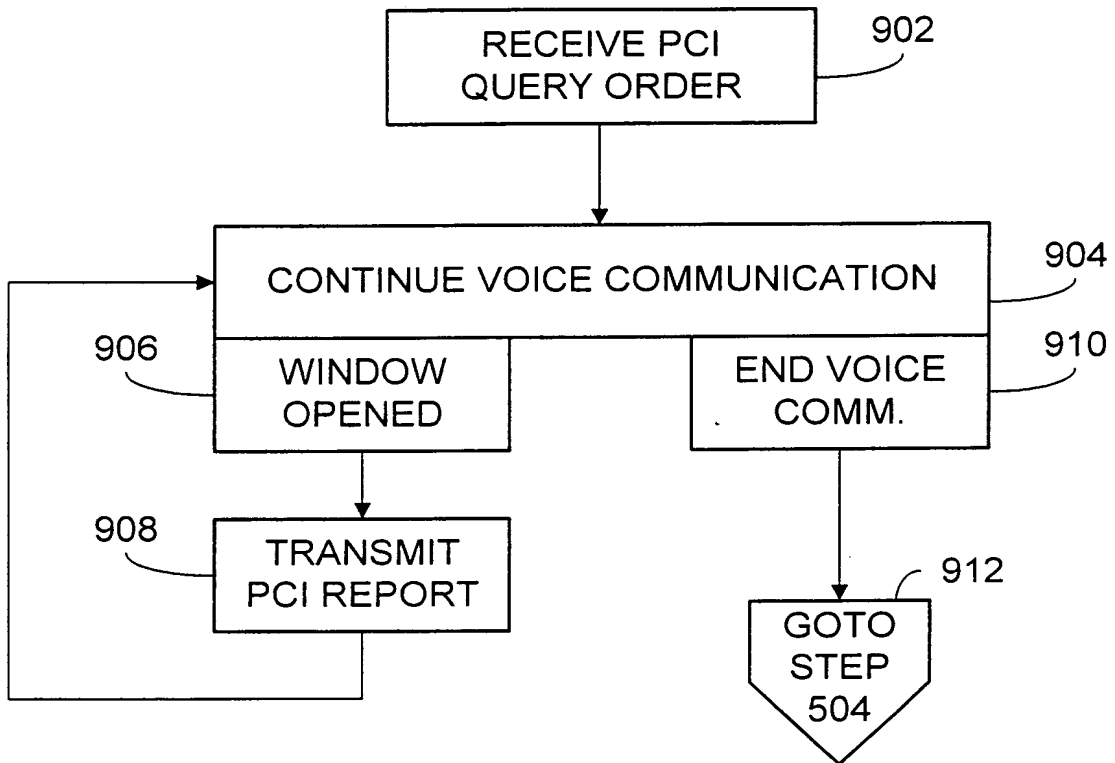 RECEIVE PCI
QUERY ORDER
902
CONTINUE VOICE COMMUNICATION
904
906
WINDOW
OPENED
END VOICE
COMM.
910
908
TRANSMIT
PCI REPORT
912
GOTO
STEP
504